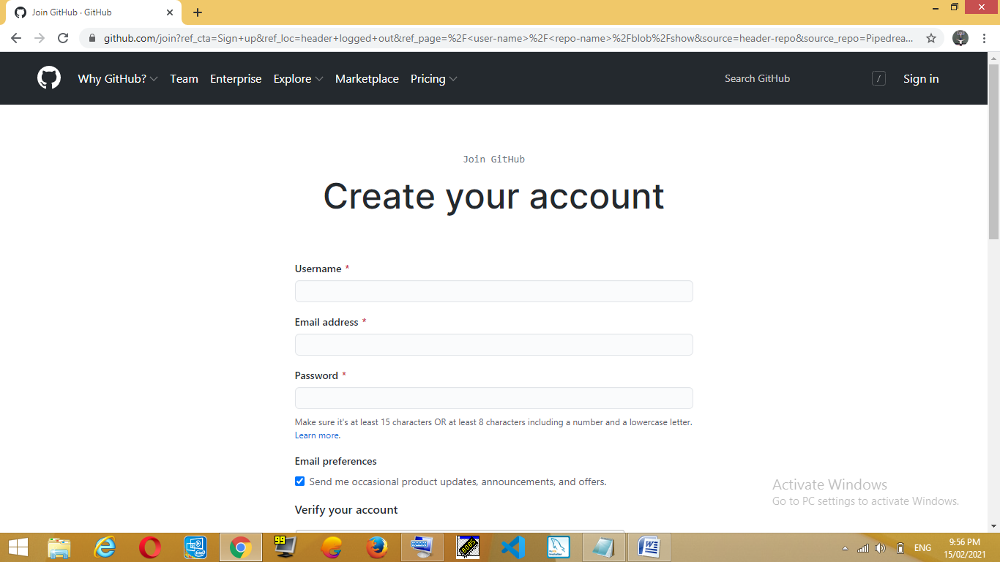 Join GitHub · GitHub
github.com/join?ref_cta=Sign+up&ref_loc=header+logged+out&ref_page=%2F<user-name>%2F<repo-name>%2Fblob%2Fshow&source=header-repo&source_repo=Pipedrea...
Why GitHub? Team Enterprise Explore Marketplace Pricing Search GitHub / Sign in
Join GitHub
Create your account
Username *
Email address *
Password *
Make sure it's at least 15 characters OR at least 8 characters including a number and a lowercase letter.
Learn more.
Email preferences
Send me occasional product updates, announcements, and offers.
Verify your account
Activate Windows
Go to PC settings to activate Windows.
99
ENG
9:56 PM
15/02/2021